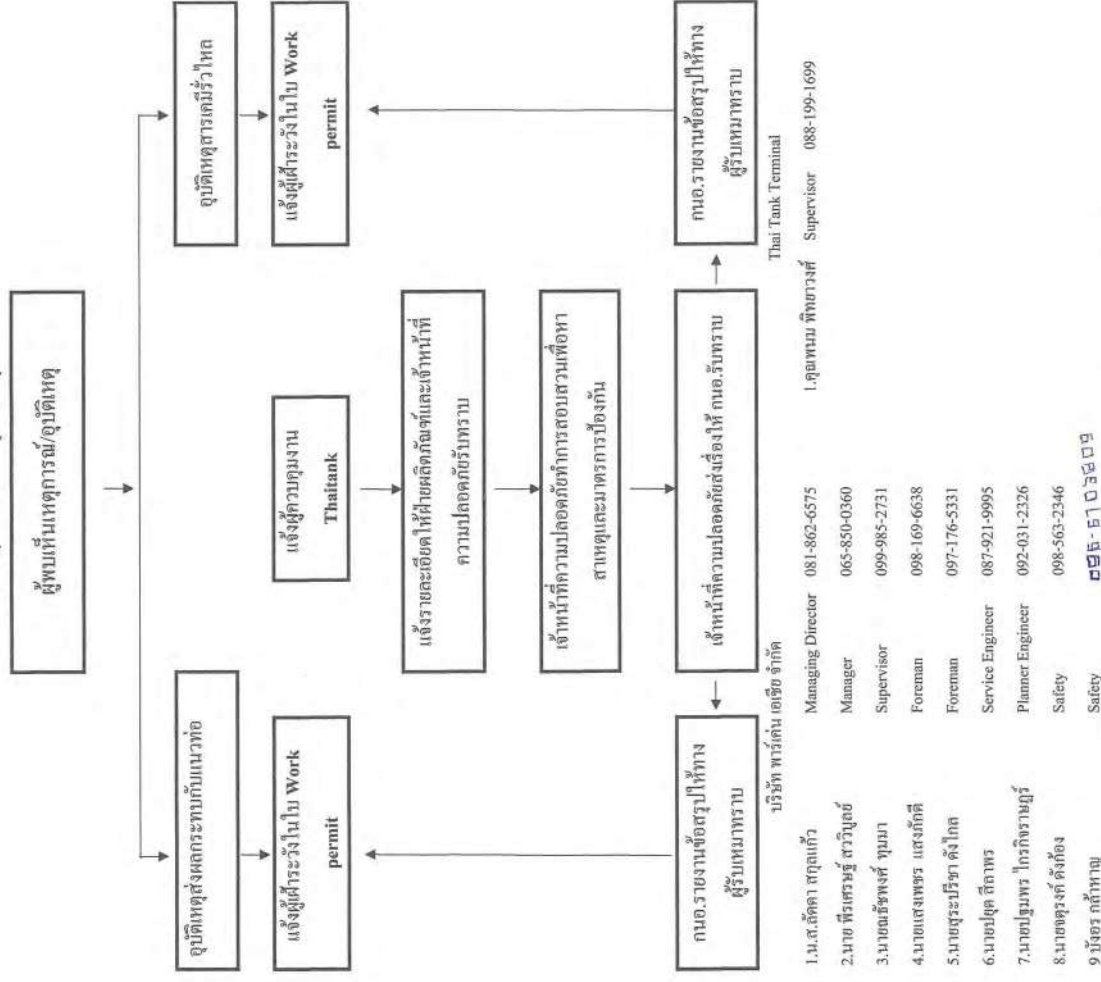 ผู้พบเห็นเหตุการณ์/อุบัติเหตุ
อุบัติเหตุส่งผลกระทบกับแนวท่อ
อุบัติเหตุสารเคมีรั่วไหล
แจ้งผู้เฝ้าระวังในใบ Work
permit
แจ้งผู้ควบคุมงาน
Thaitank
แจ้งผู้เฝ้าระวังในใบ Work
permit
แจ้งรายละเอียดให้ฝ่ายผลิตภัณฑ์และเจ้าหน้าที่
ความปลอดภัยรับทราบ
เจ้าหน้าที่ความปลอดภัยทำการสอบสวนเพื่อหา
สาเหตุและมาตรการป้องกัน
กนอ.รายงานข้อสรุปให้ทาง
ผู้รับเหมาทราบ
เจ้าหน้าที่ความปลอดภัยส่งเรื่องให้ กนอ.รับทราบ
กนอ.รายงานข้อสรุปให้ทาง
ผู้รับเหมาทราบ
บริษัท พาร์เค่น เอเชีย จำกัด
Thai Tank Terminal
1.น.ส.ลัคดา สกุลแก้ว Managing Director 081-862-6575
1.คุณพนม พิทยาวงศ์ Supervisor 088-199-1699
2.นาย พีรเศรษฐ์ สววิบูลย์ Manager 065-850-0360
3.นายณธัชพงศ์ ทุมมา Supervisor 099-985-2731
4.นายแสงเพชร แสงภักดี Foreman 098-169-6638
5.นายสุระปรีชา ดังไกล Foreman 097-176-5331
6.นายปยุต สีถาพร Service Engineer 087-921-9995
7.นายปฐมพร ไกรกิจราษฎร์ Planner Engineer 092-031-2326
8.นายจตุรงค์ ดังก้อง Safety 098-563-2346
9 บังอร กล้าหาญ Safety